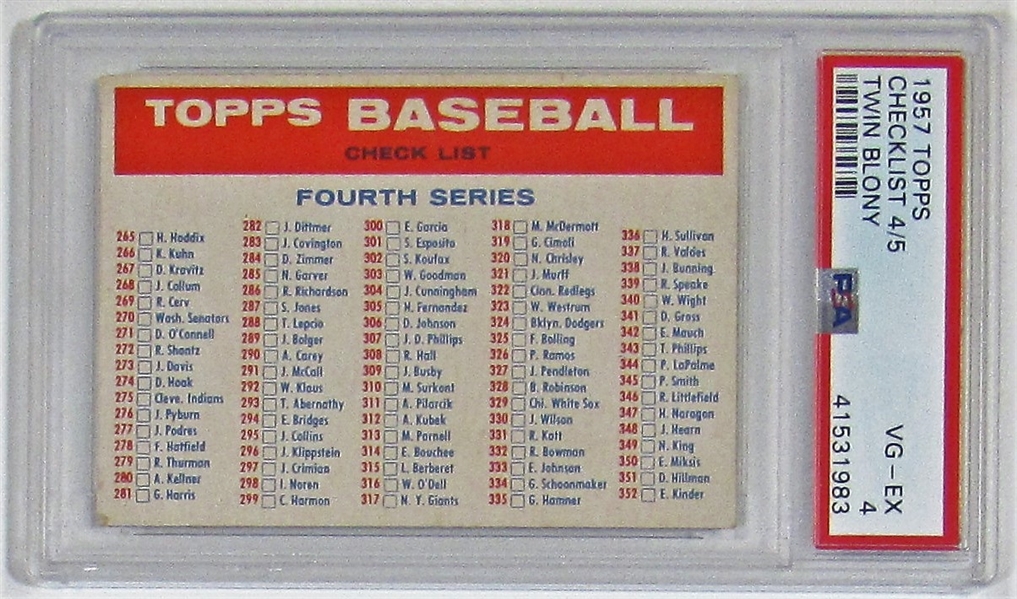 TOPPS BASEBALL
CHECK LIST
FOURTH SERIES
265 H. Haddix
266 K. Kuhn
267 D. Kravitz
268 J. Collum
269 R. Cerv
270 Wash. Senators
271 D. O'Connell
272 R. Shantz
273 J. Davis
274 D. Hoak
275 Cleve. Indians
276 J. Pyburn
277 J. Podres
278 F. Hatfield
279 R. Thurman
280 A. Kellner
281 G. Harris
282 J. Dittmer
283 J. Covington
284 D. Zimmer
285 N. Garver
286 R. Richardson
287 S. Jones
288 T. Lepcio
289 J. Bolger
290 A. Carey
291 J. McCall
292 W. Klaus
293 T. Abernathy
294 E. Bridges
295 J. Collins
296 J. Klippstein
297 J. Crimian
298 I. Noren
299 C. Harmon
300 E. Garcia
301 S. Esposito
302 S. Koufax
303 W. Goodman
304 J. Cunningham
305 H. Fernandez
306 D. Johnson
307 J. D. Phillips
308 R. Hall
309 J. Busby
310 M. Surkont
311 A. Pilarcik
312 A. Kubek
313 M. Parnell
314 E. Bouchee
315 L. Berberet
316 W. O'Dell
317 N. Y. Giants
318 M. McDermott
319 G. Cimoli
320 N. Chrisley
321 J. Murff
322 Cinn. Redlegs
323 W. Westrum
324 Bklyn. Dodgers
325 F. Bolling
326 P. Ramos
327 J. Pendleton
328 B. Robinson
329 Chi. White Sox
330 J. Wilson
331 R. Katt
332 R. Bowman
333 E. Johnson
334 G. Schoonmaker
335 G. Hamner
336 H. Sullivan
337 R. Valdes
338 J. Bunning
339 R. Speake
340 W. Wight
341 D. Gross
342 E. Mauch
343 T. Phillips
344 P. LaPalme
345 P. Smith
346 R. Littlefield
347 H. Naragon
348 J. Hearn
349 N. King
350 E. Miksis
351 D. Hillman
352 E. Kinder
1957 TOPPS
CHECKLIST 4/5
TWIN BLONY
PSA
VG-EX
4
41531983